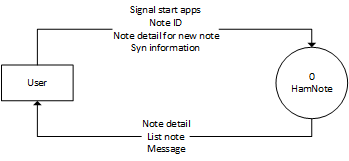 Signal start apps
Note ID
Note detail for new note
Syn information
User
0
HamNote
Note detail
List note
Message